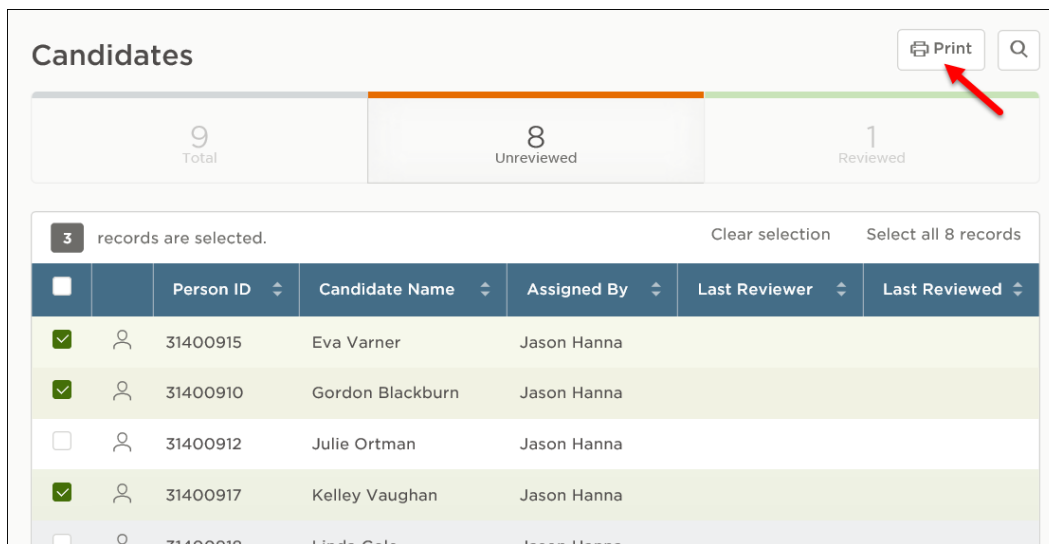 Candidates
Print
9
Total
8
Unreviewed
1
Reviewed
3 records are selected.
Clear selection
Select all 8 records
Person ID Candidate Name Assigned By Last Reviewer Last Reviewed
31400915 Eva Varner Jason Hanna
31400910 Gordon Blackburn Jason Hanna
31400912 Julie Ortman Jason Hanna
31400917 Kelley Vaughan Jason Hanna